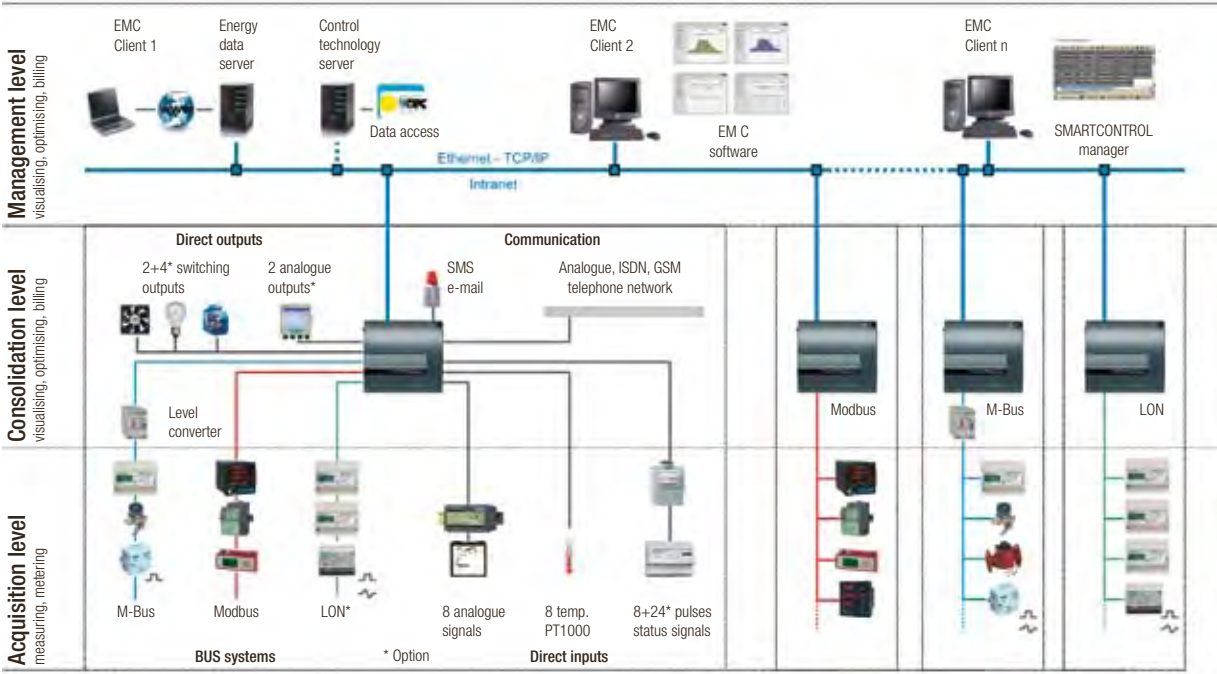 Management level
visualising, optimising, billing
EMC
Client 1
Energy
data
server
Control
technology
server
Data access
EMC
Client 2
EM C
software
EMC
Client n
SMARTCONTROL
manager
Ethernet – TCP/IP
Intranet
Consolidation level
visualising, optimising, billing
Direct outputs
Communication
2+4* switching
outputs
2 analogue
outputs*
SMS
e-mail
Analogue, ISDN, GSM
telephone network
Level
converter
Modbus
M-Bus
LON
Acquisition level
measuring, metering
M-Bus
Modbus
LON*
8 analogue
signals
8 temp.
PT1000
8+24* pulses
status signals
BUS systems
* Option
Direct inputs